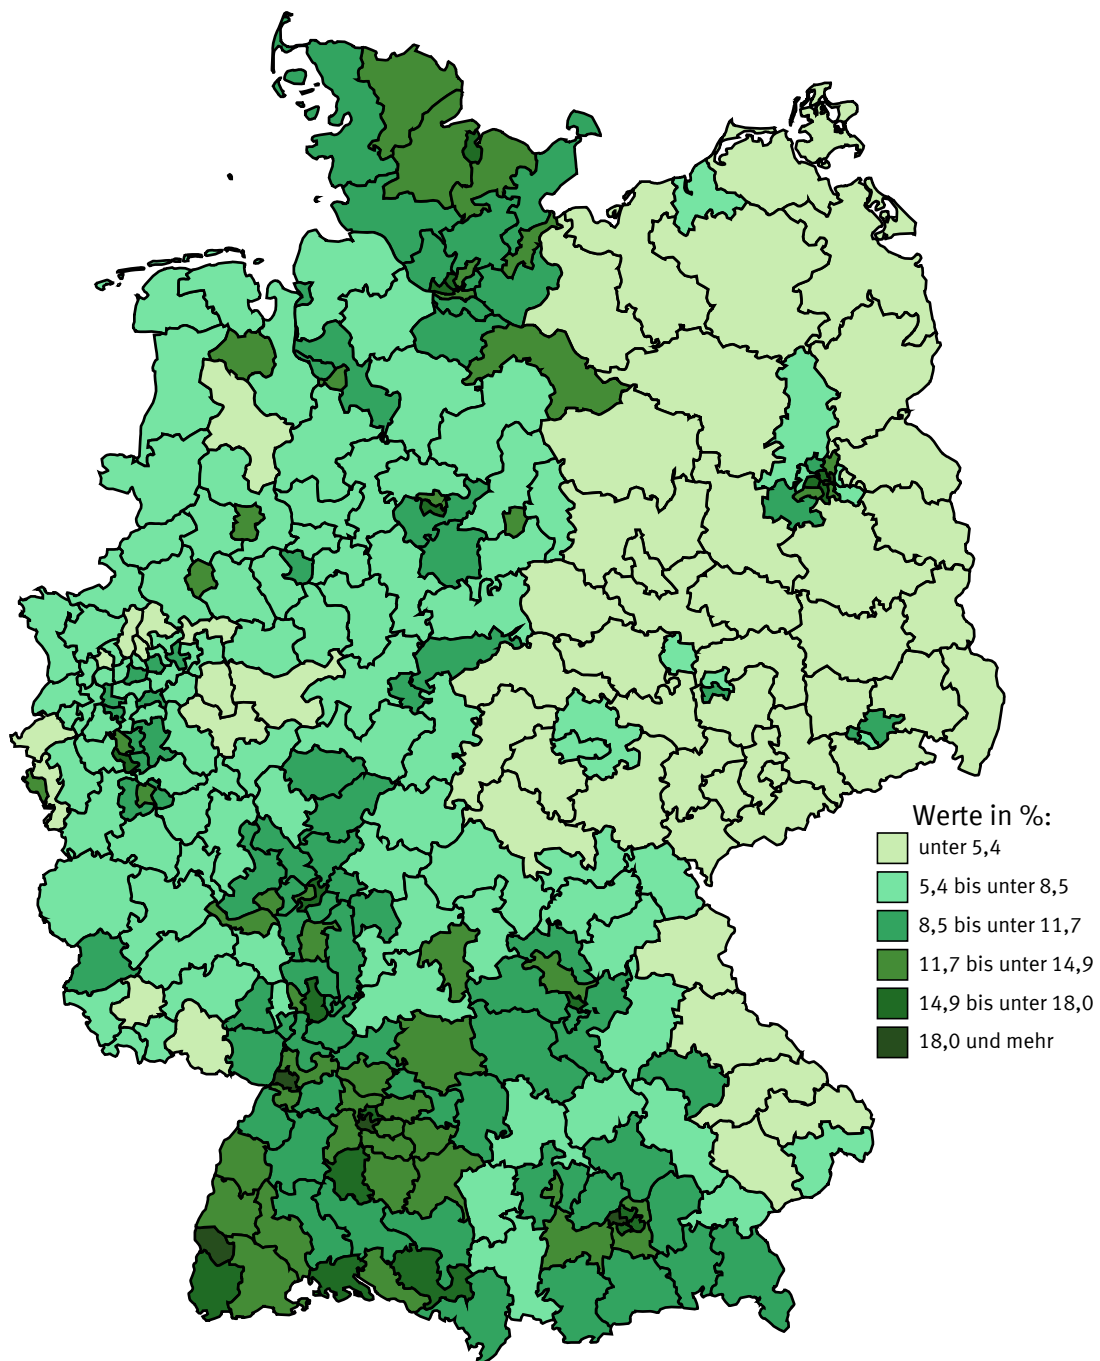 Werte in %:
unter 5,4
5,4 bis unter 8,5
8,5 bis unter 11,7
11,7 bis unter 14,9
14,9 bis unter 18,0
18,0 und mehr